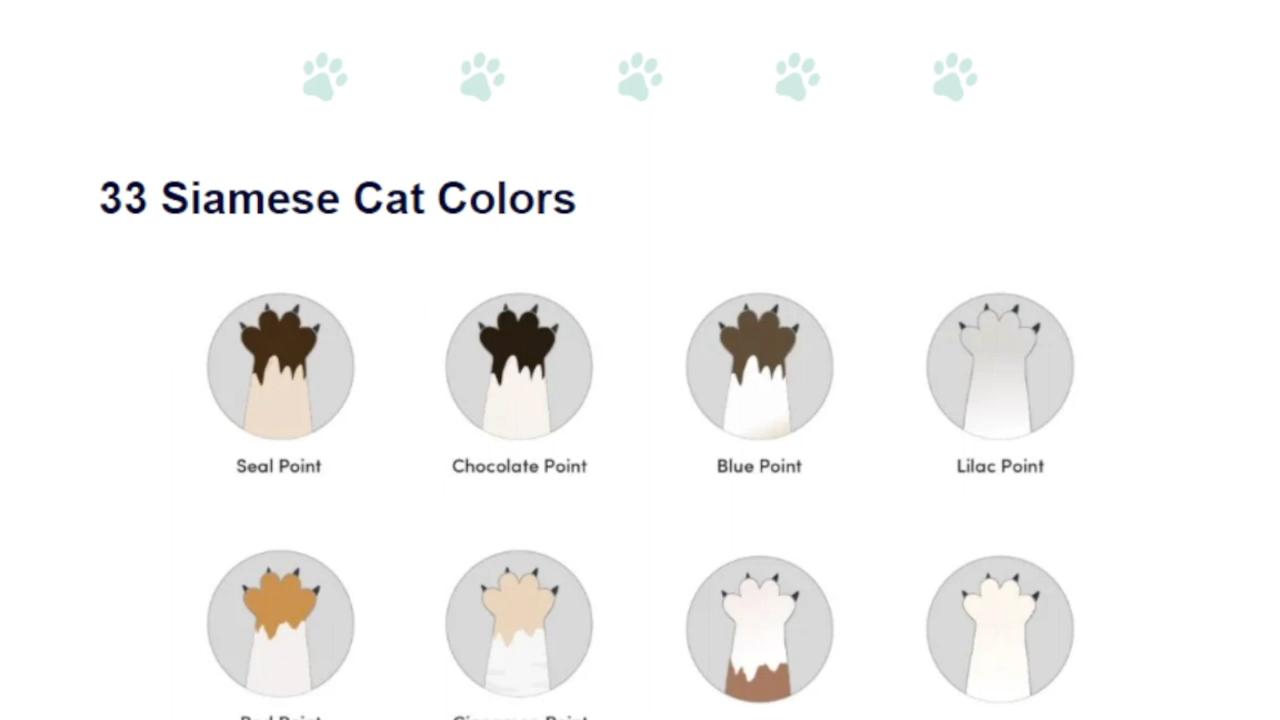 33 Siamese Cat Colors
Seal Point
Chocolate Point
Blue Point
Lilac Point